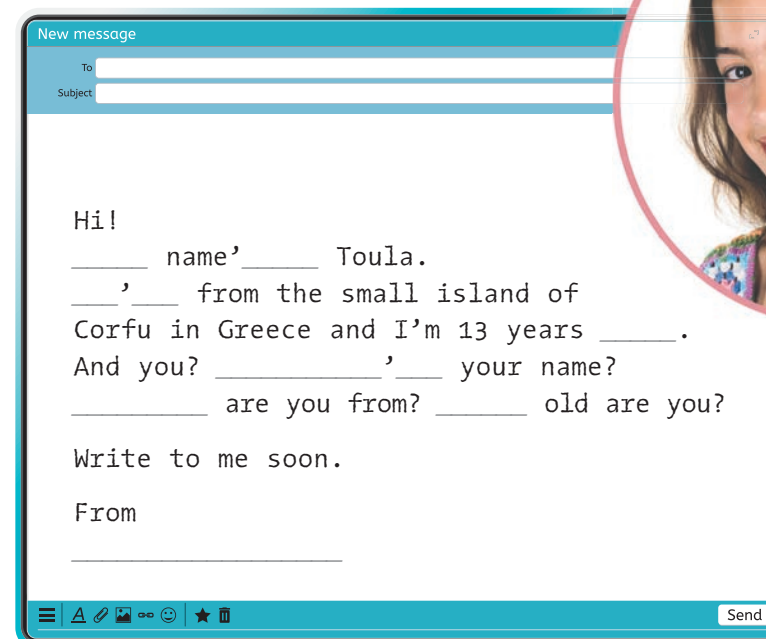 New message
To
Subject
Hi!
_____ name’_____ Toula.
___’___ from the small island of
Corfu in Greece and I’m 13 years _____.
And you? ___________’___ your name?
_________ are you from? ______ old are you?
Write to me soon.
From
__________________
A
Send